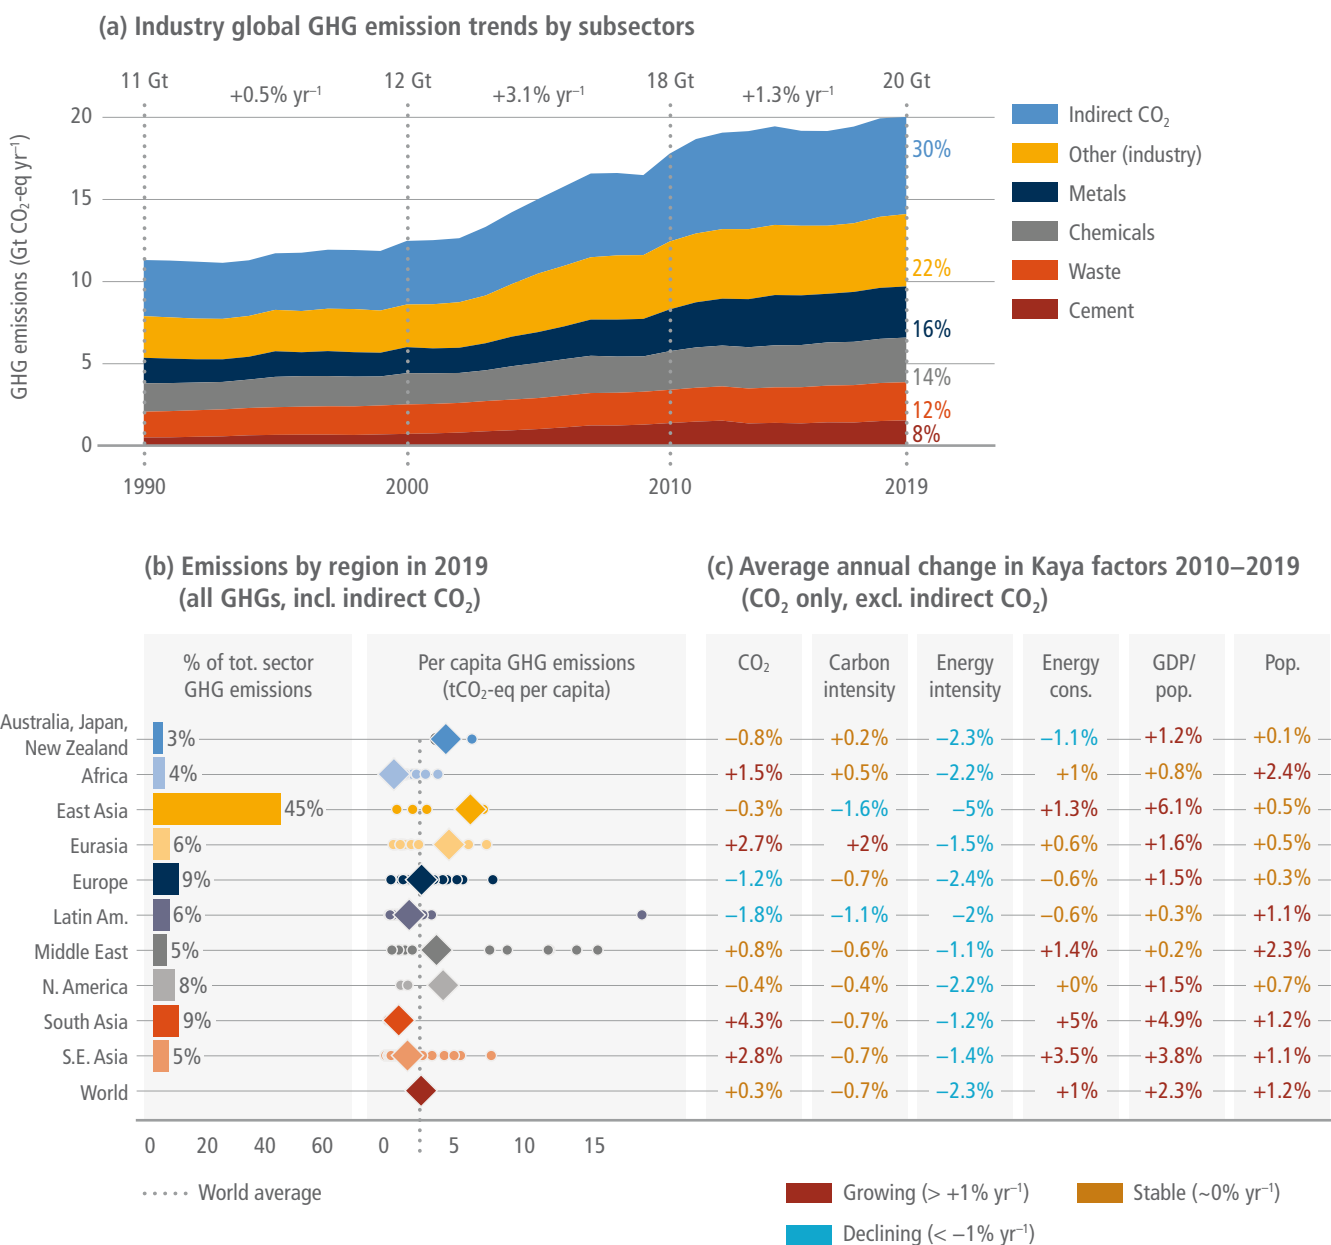 (a) Industry global GHG emission trends by subsectors
11 Gt
+0.5% yr⁻¹
12 Gt
+3.1% yr⁻¹
18 Gt
+1.3% yr⁻¹
20 Gt
GHG emissions (Gt CO₂-eq yr⁻¹)
20
15
10
5
0
30%
22%
16%
14%
12%
8%
1990
2000
2010
2019
Indirect CO₂
Other (industry)
Metals
Chemicals
Waste
Cement
(b) Emissions by region in 2019
(all GHGs, incl. indirect CO₂)
% of tot. sector
GHG emissions
Per capita GHG emissions
(tCO₂-eq per capita)
(c) Average annual change in Kaya factors 2010–2019
(CO₂ only, excl. indirect CO₂)
CO₂
Carbon
intensity
Energy
intensity
Energy
cons.
GDP/
pop.
Pop.
Australia, Japan,
New Zealand
3%
−0.8% +0.2% −2.3% −1.1% +1.2% +0.1%
Africa 4% +1.5% +0.5% −2.2% +1% +0.8% +2.4%
East Asia 45% −0.3% −1.6% −5% +1.3% +6.1% +0.5%
Eurasia 6% +2.7% +2% −1.5% +0.6% +1.6% +0.5%
Europe 9% −1.2% −0.7% −2.4% −0.6% +1.5% +0.3%
Latin Am. 6% −1.8% −1.1% −2% −0.6% +0.3% +1.1%
Middle East 5% +0.8% −0.6% −1.1% +1.4% +0.2% +2.3%
N. America 8% −0.4% −0.4% −2.2% +0% +1.5% +0.7%
South Asia 9% +4.3% −0.7% −1.2% +5% +4.9% +1.2%
S.E. Asia 5% +2.8% −0.7% −1.4% +3.5% +3.8% +1.1%
World +0.3% −0.7% −2.3% +1% +2.3% +1.2%
0 20 40 60
0 5 10 15
World average
Growing (> +1% yr⁻¹)
Stable (~0% yr⁻¹)
Declining (< −1% yr⁻¹)